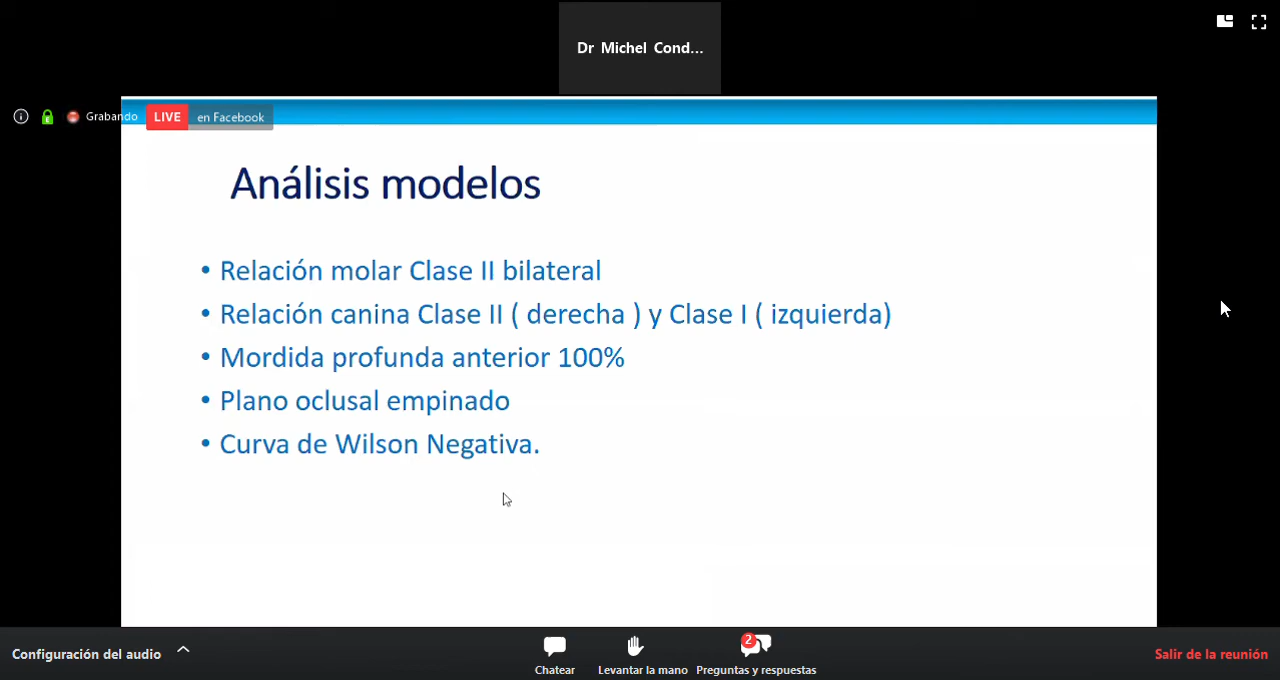 Dr Michel Cond...
Grabando
LIVE en Facebook
Análisis modelos
• Relación molar Clase II bilateral
• Relación canina Clase II ( derecha ) y Clase I ( izquierda)
• Mordida profunda anterior 100%
• Plano oclusal empinado
• Curva de Wilson Negativa.
Configuración del audio
2
Chatear
Levantar la mano
Preguntas y respuestas
Salir de la reunión